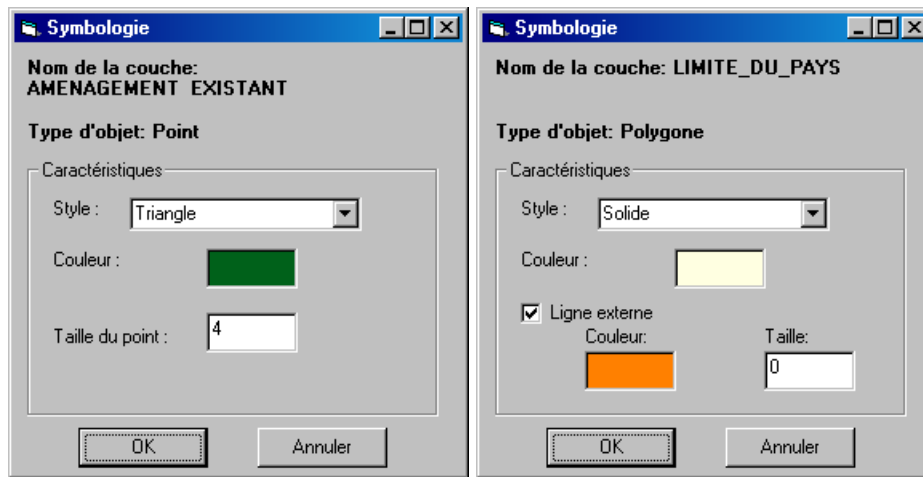 Symbologie
Nom de la couche:
AMENAGEMENT EXISTANT
Type d'objet: Point
Caractéristiques
Style :
Triangle
Couleur :
Taille du point :
4
OK
Annuler
Symbologie
Nom de la couche: LIMITE_DU_PAYS
Type d'objet: Polygone
Caractéristiques
Style :
Solide
Couleur :
Ligne externe
Couleur:
Taille:
0
OK
Annuler